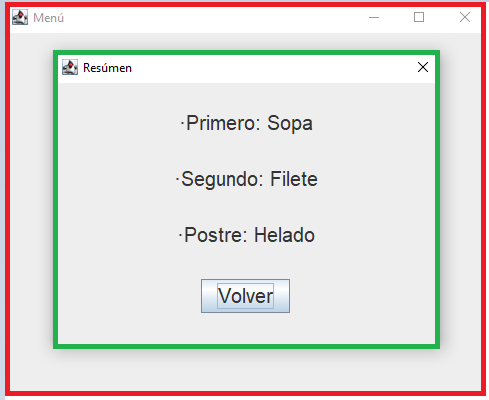 Menú
Resúmen
·Primero: Sopa
·Segundo: Filete
·Postre: Helado
Volver